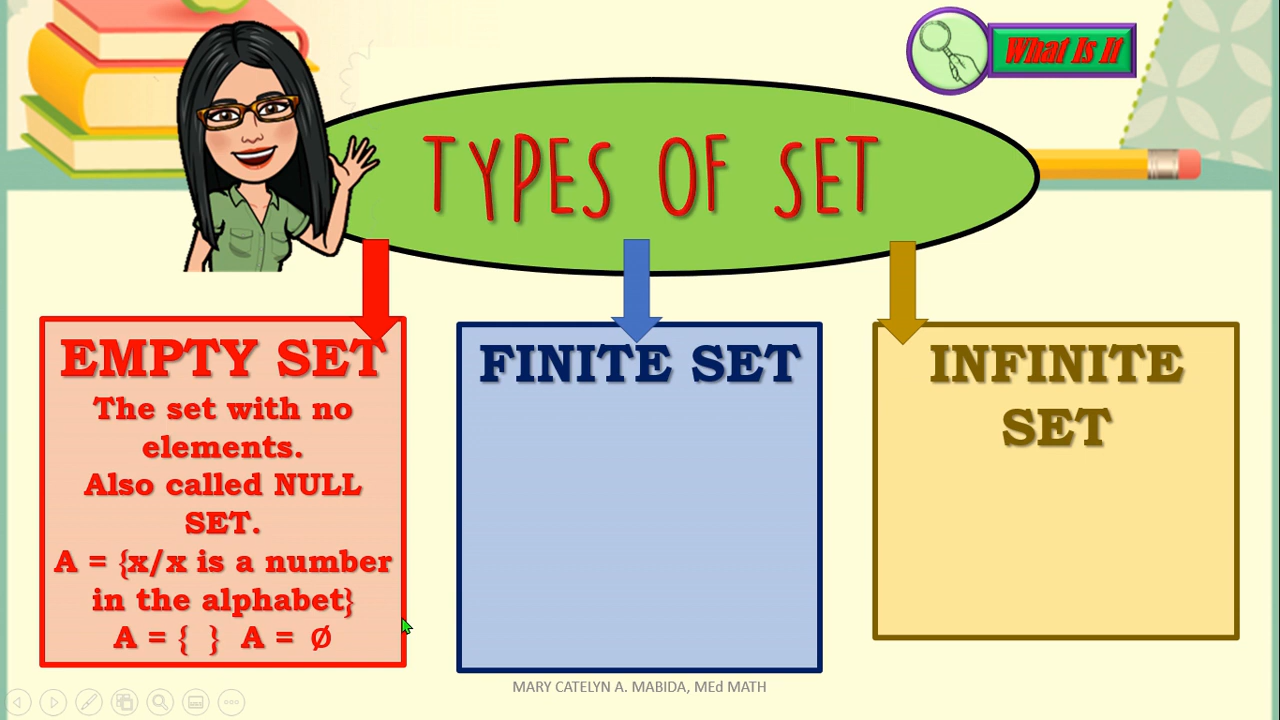 What Is It
TYPES OF SET
EMPTY SET
The set with no
elements.
Also called NULL
SET.
A = {x/x is a number
in the alphabet}
A = {  }  A = ∅
FINITE SET
INFINITE
SET
MARY CATELYN A. MABIDA, MEd MATH